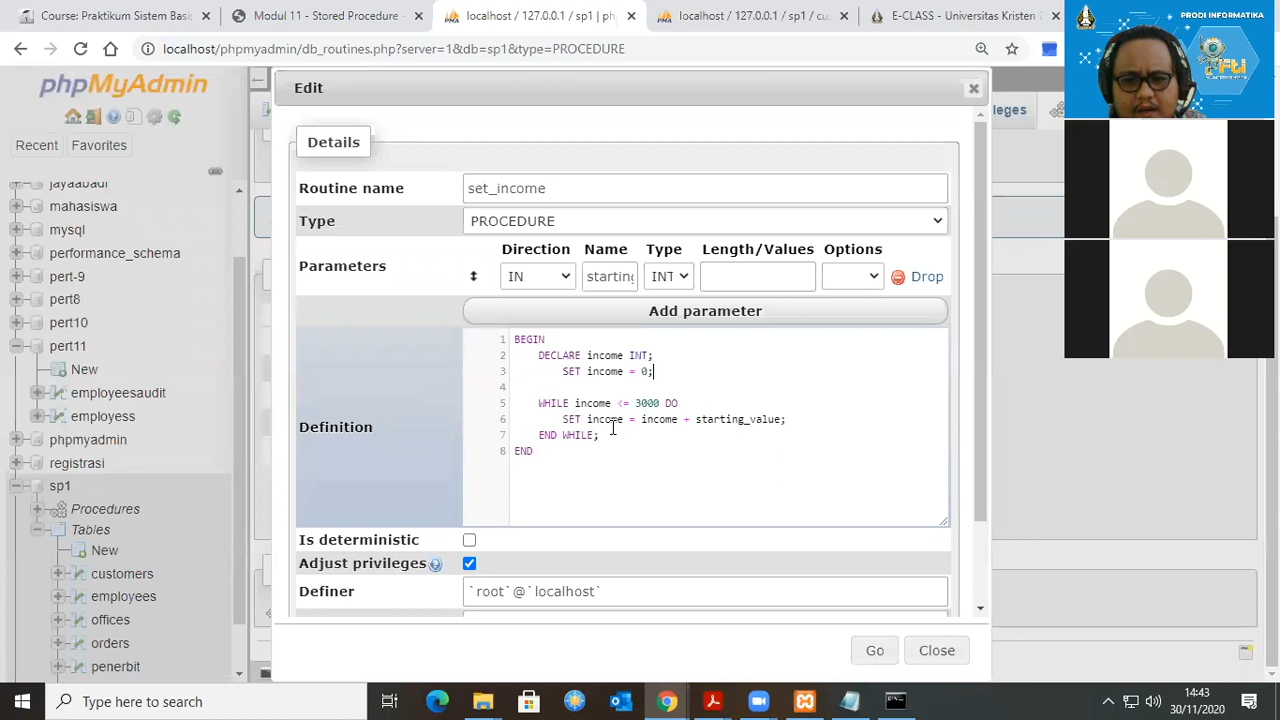 Course: Praktikum Sistem Basis
Modul 11 - Stored Procedure -
localhost / 127.0.0.1 / sp1 | ph
localhost / 127.0.0.1 / sp1 / cu
E-CLASS - Universitas Kristen
PRODI INFORMATIKA
localhost/phpmyadmin/db_routines.php?server=1&db=sp1&type=PROCEDURE
fti
phpMyAdmin
Edit
Recent
Favorites
Details
jayaabadi
mahasiswa
mysql
performance_schema
pert-9
pert8
pert10
pert11
New
employeesaudit
employess
phpmyadmin
registrasi
sp1
Procedures
Tables
New
customers
employees
offices
orders
penerbit
Routine name
set_income
Type
PROCEDURE
Parameters
Direction Name Type Length/Values Options
IN starting INT Drop
Add parameter
Definition
1 BEGIN
2 DECLARE income INT;
3 SET income = 0;
4
5 WHILE income <= 3000 DO
6 SET income = income + starting_value;
7 END WHILE;
8 END
Is deterministic
Adjust privileges
Definer
`root`@`localhost`
Go
Close
Type here to search
14:43
30/11/2020